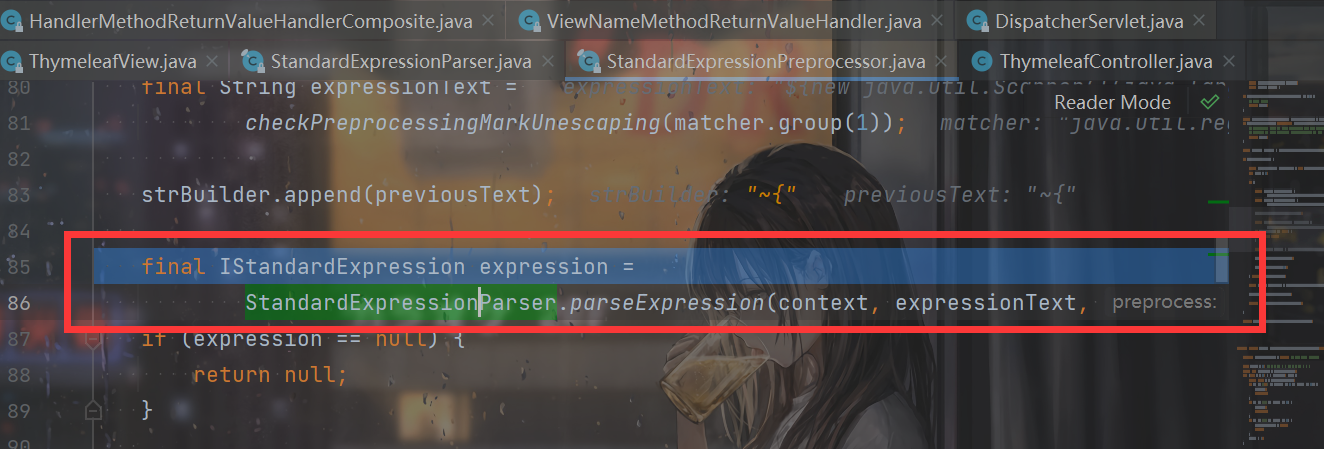 HandlerMethodReturnValueHandlerComposite.java ViewNameMethodReturnValueHandler.java DispatcherServlet.java
ThymeleafView.java StandardExpressionParser.java StandardExpressionPreprocessor.java ThymeleafController.java
80 final String expressionText = expressionText: "${new java.util.Scanner(
Reader Mode
81 checkPreprocessingMarkUnescaping(matcher.group(1)); matcher: "java.util.re
82
83 strBuilder.append(previousText); strBuilder: "~{" previousText: "~{"
84
85 final IStandardExpression expression =
86 StandardExpressionParser.parseExpression(context, expressionText, preprocess:
87 if (expression == null) {
88 return null;
89 }
90